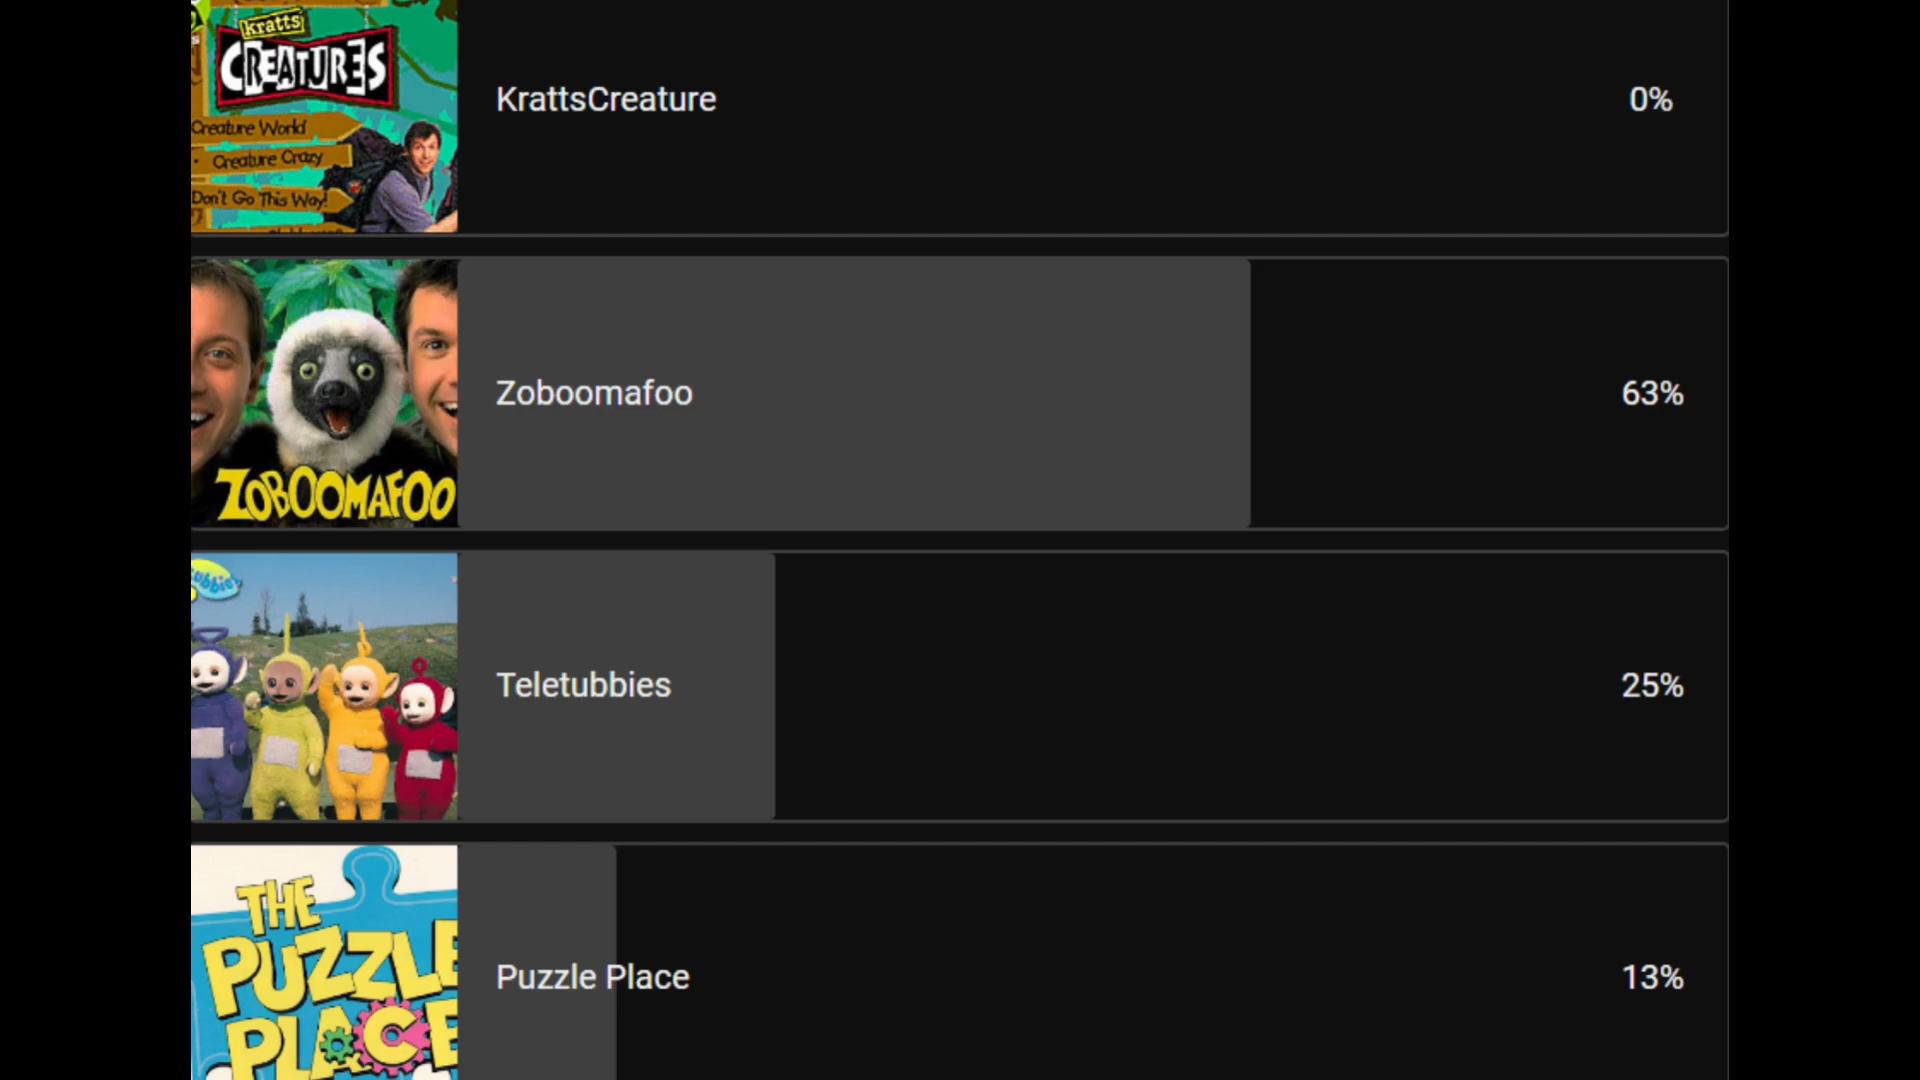 kratts
CREATURES
Creature World
Creature Crazy
Don't Go This Way!
KrattsCreature
0%
ZOBOOMAFOO
Zoboomafoo
63%
Teletubbies
25%
THE
PUZZLE
PLACE
Puzzle Place
13%